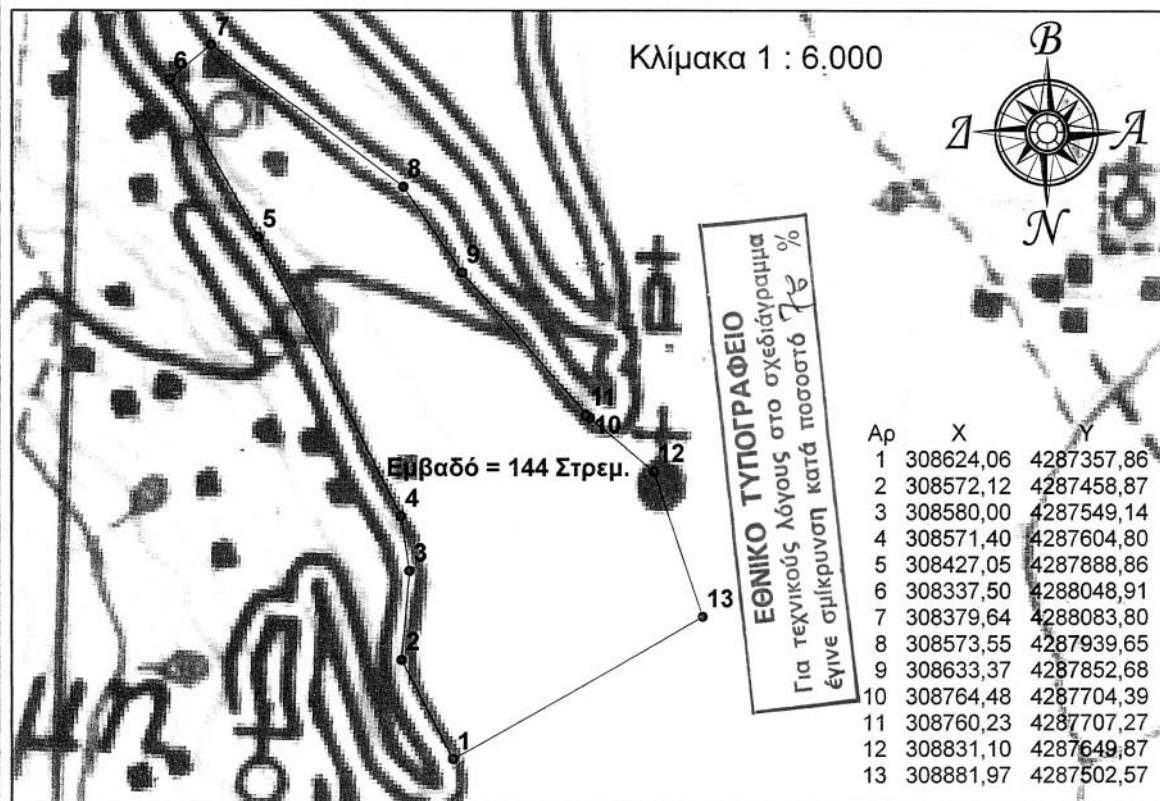 Κλίμακα 1 : 6.000
Β
Δ
Α
Ν
7
6
8
5
9
11
10
12
Εμβαδό = 144 Στρεμ.
4
3
13
2
1
ΕΘΝΙΚΟ ΤΥΠΟΓΡΑΦΕΙΟ
Για τεχνικούς λόγους στο σχεδιάγραμμα
έγινε σμίκρυνση κατά ποσοστό %
Αρ Χ Υ
1 308624,06 4287357,86
2 308572,12 4287458,87
3 308580,00 4287549,14
4 308571,40 4287604,80
5 308427,05 4287888,86
6 308337,50 4288048,91
7 308379,64 4288083,80
8 308573,55 4287939,65
9 308633,37 4287852,68
10 308764,48 4287704,39
11 308760,23 4287707,27
12 308831,10 4287649,87
13 308881,97 4287502,57